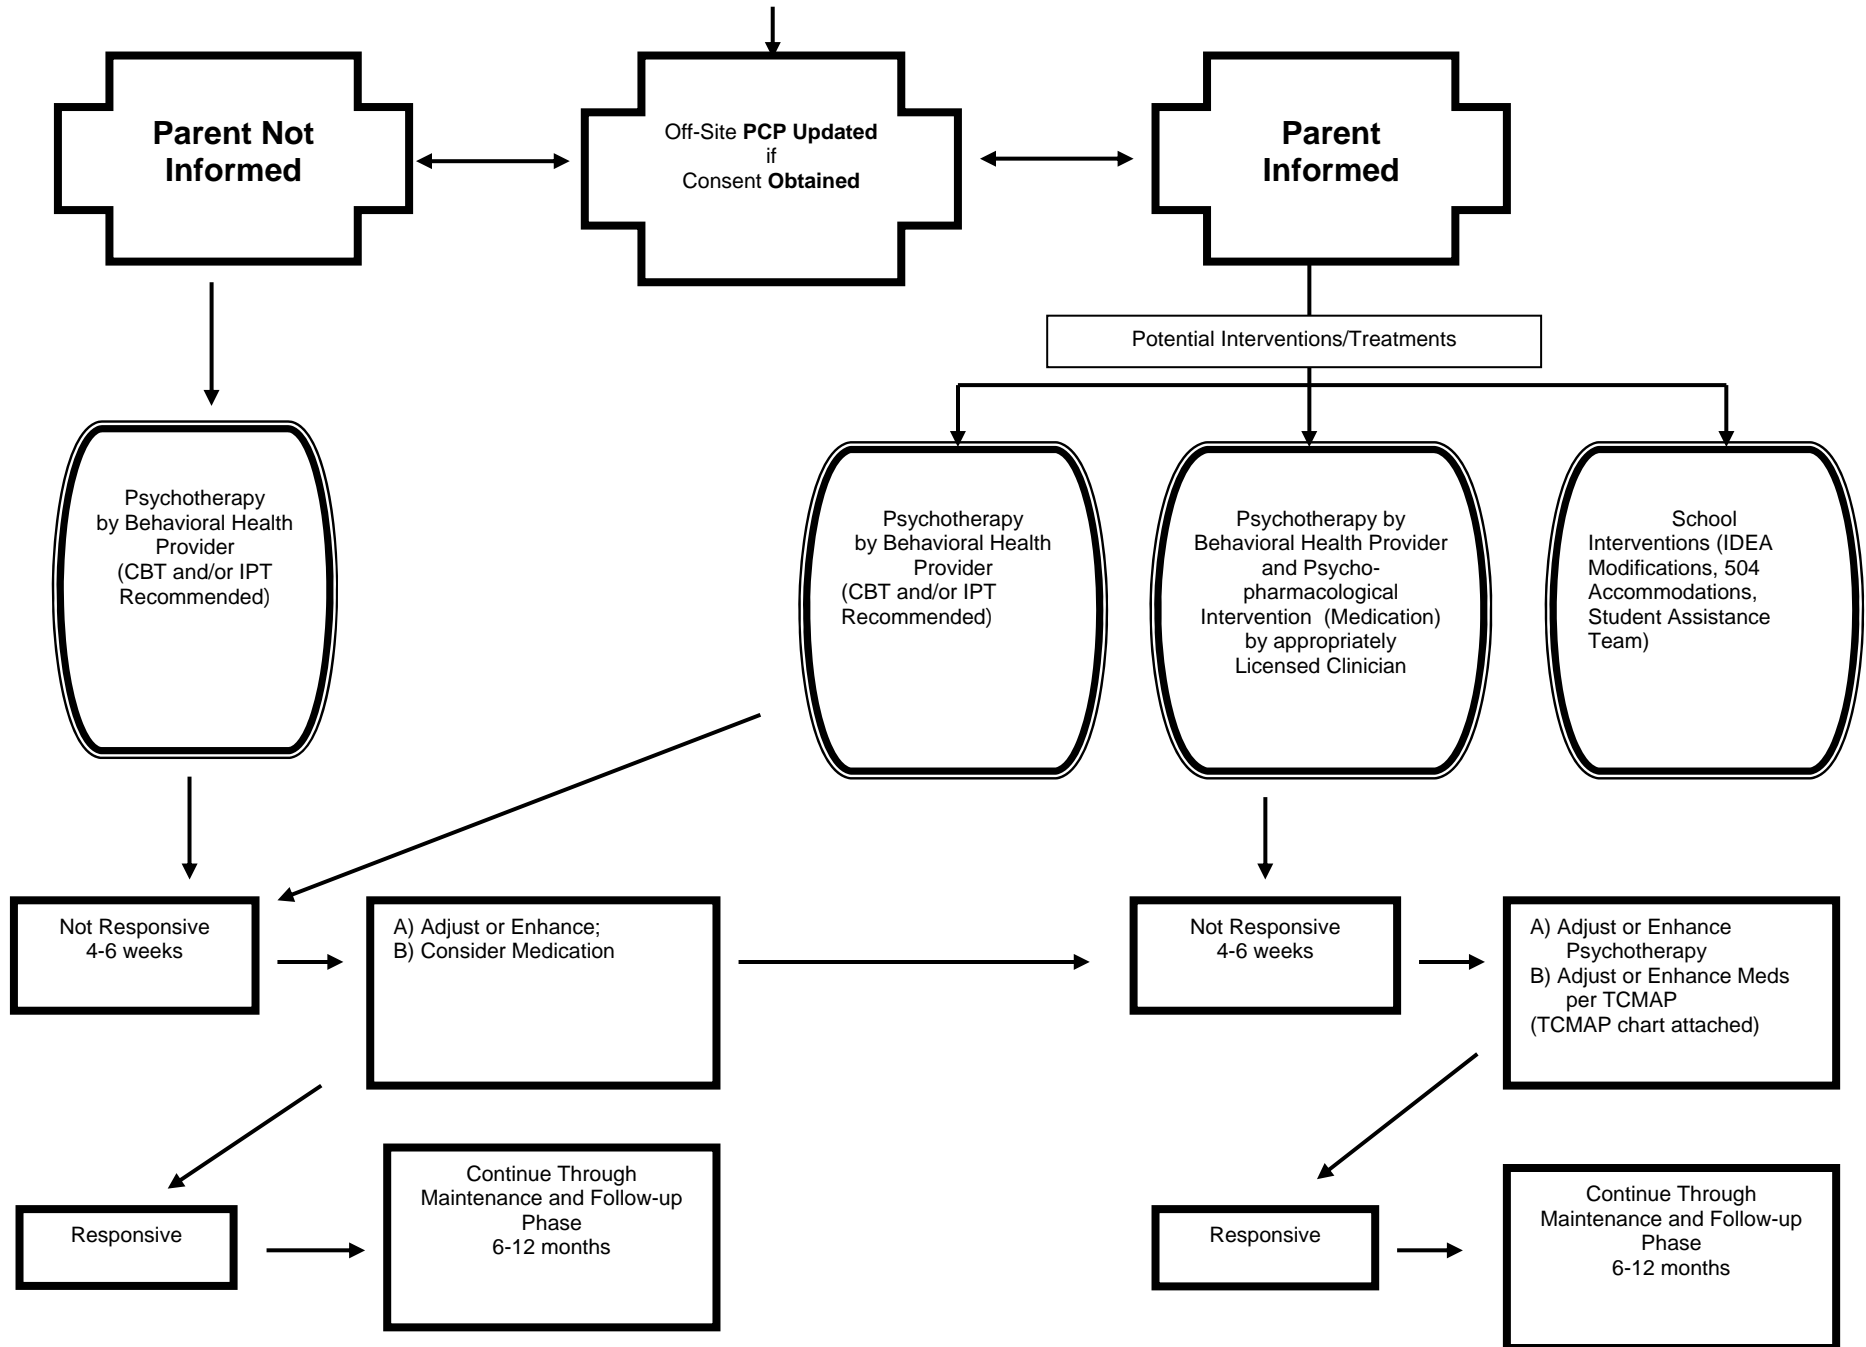 Parent Not
Informed
Off-Site PCP Updated
if
Consent Obtained
Parent
Informed
Potential Interventions/Treatments
Psychotherapy
by Behavioral Health
Provider
(CBT and/or IPT
Recommended)
Psychotherapy
by Behavioral Health
Provider
(CBT and/or IPT
Recommended)
Psychotherapy by
Behavioral Health Provider
and Psycho-
pharmacological
Intervention (Medication)
by appropriately
Licensed Clinician
School
Interventions (IDEA
Modifications, 504
Accommodations,
Student Assistance
Team)
Not Responsive
4-6 weeks
A) Adjust or Enhance;
B) Consider Medication
Not Responsive
4-6 weeks
A) Adjust or Enhance
Psychotherapy
B) Adjust or Enhance Meds
per TCMAP
(TCMAP chart attached)
Responsive
Continue Through
Maintenance and Follow-up
Phase
6-12 months
Responsive
Continue Through
Maintenance and Follow-up
Phase
6-12 months